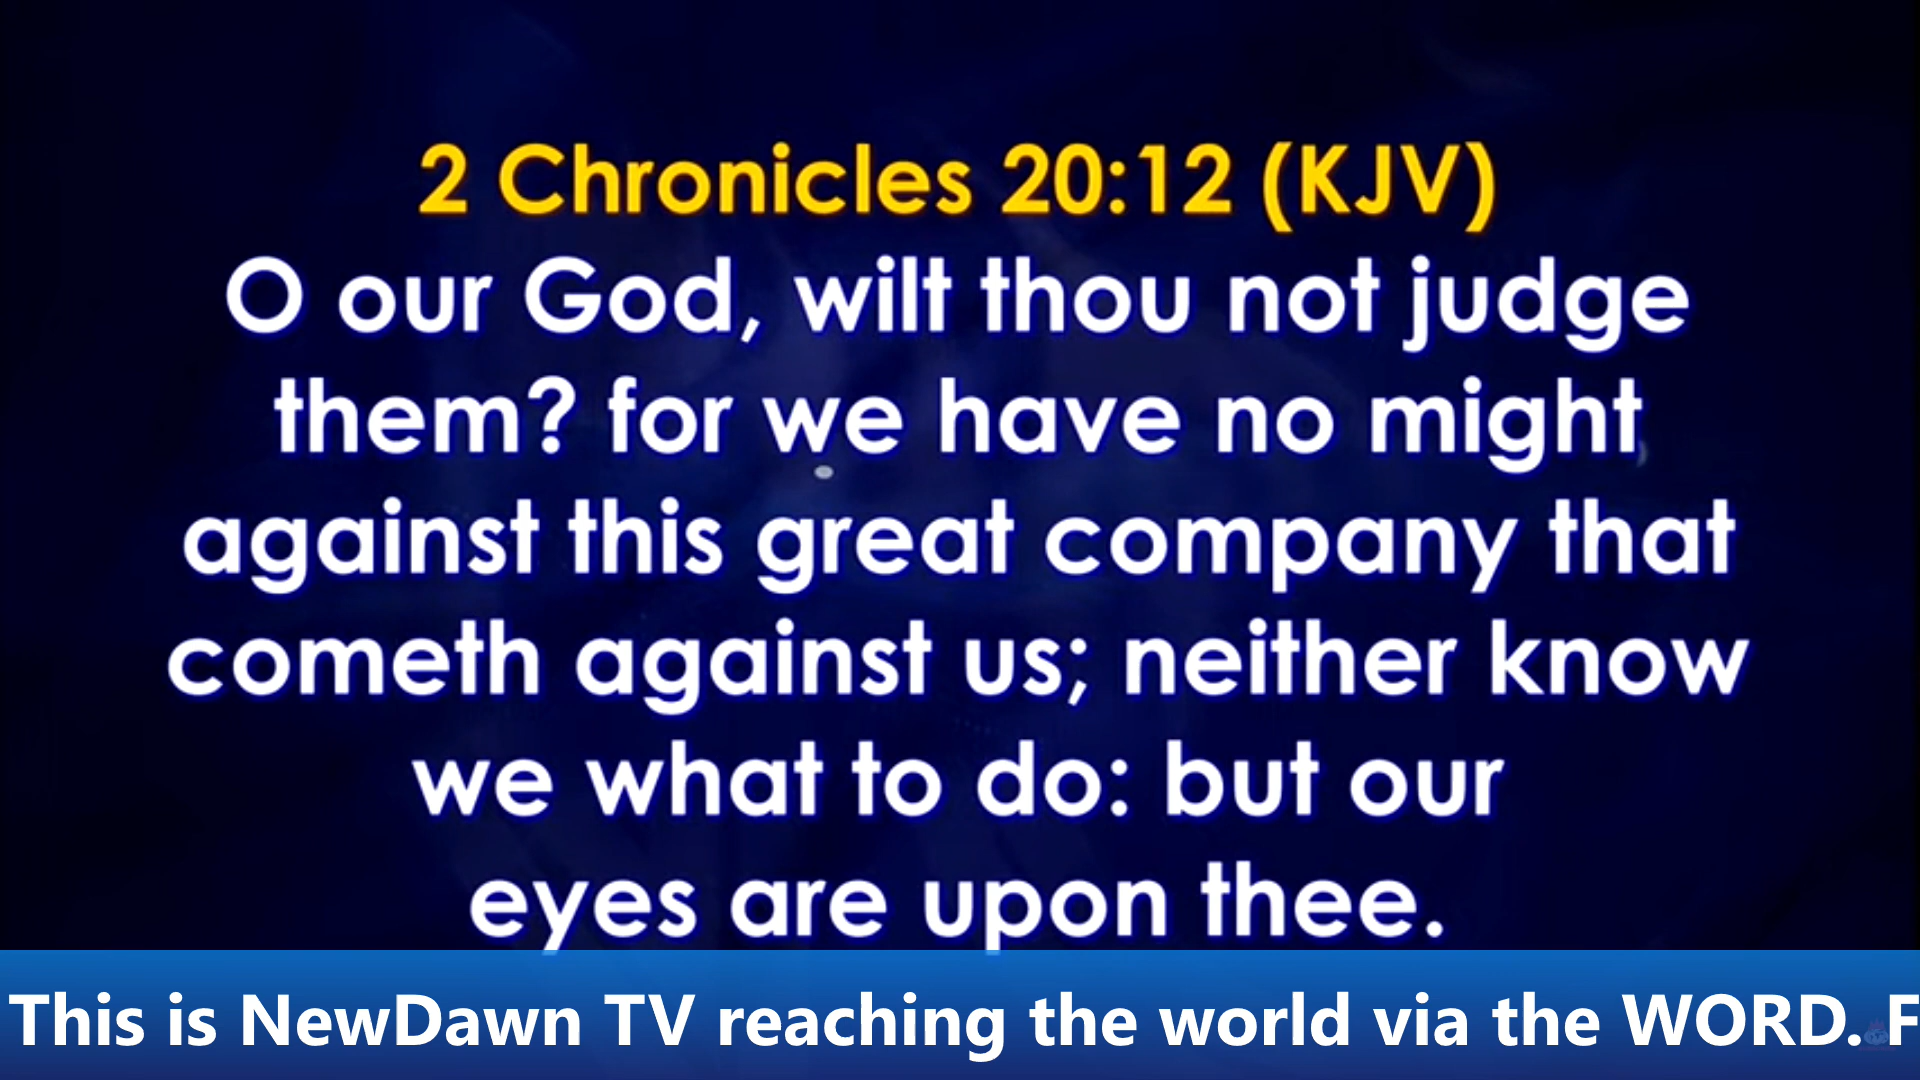 2 Chronicles 20:12 (KJV)
O our God, wilt thou not judge
them? for we have no might
against this great company that
cometh against us; neither know
we what to do: but our
eyes are upon thee.
This is NewDawn TV reaching the world via the WORD. F